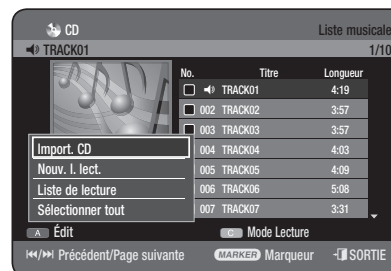 CD Liste musicale
TRACK01 1/10
No. Titre Longueur
TRACK01 4:19
002 TRACK02 3:57
003 TRACK03 3:57
004 TRACK04 4:03
005 TRACK05 4:09
006 TRACK06 5:08
007 TRACK07 3:31
Import. CD
Nouv. l. lect.
Liste de lecture
Sélectionner tout
A Édit C Mode Lecture
Précédent/Page suivante MARKER Marqueur SORTIE